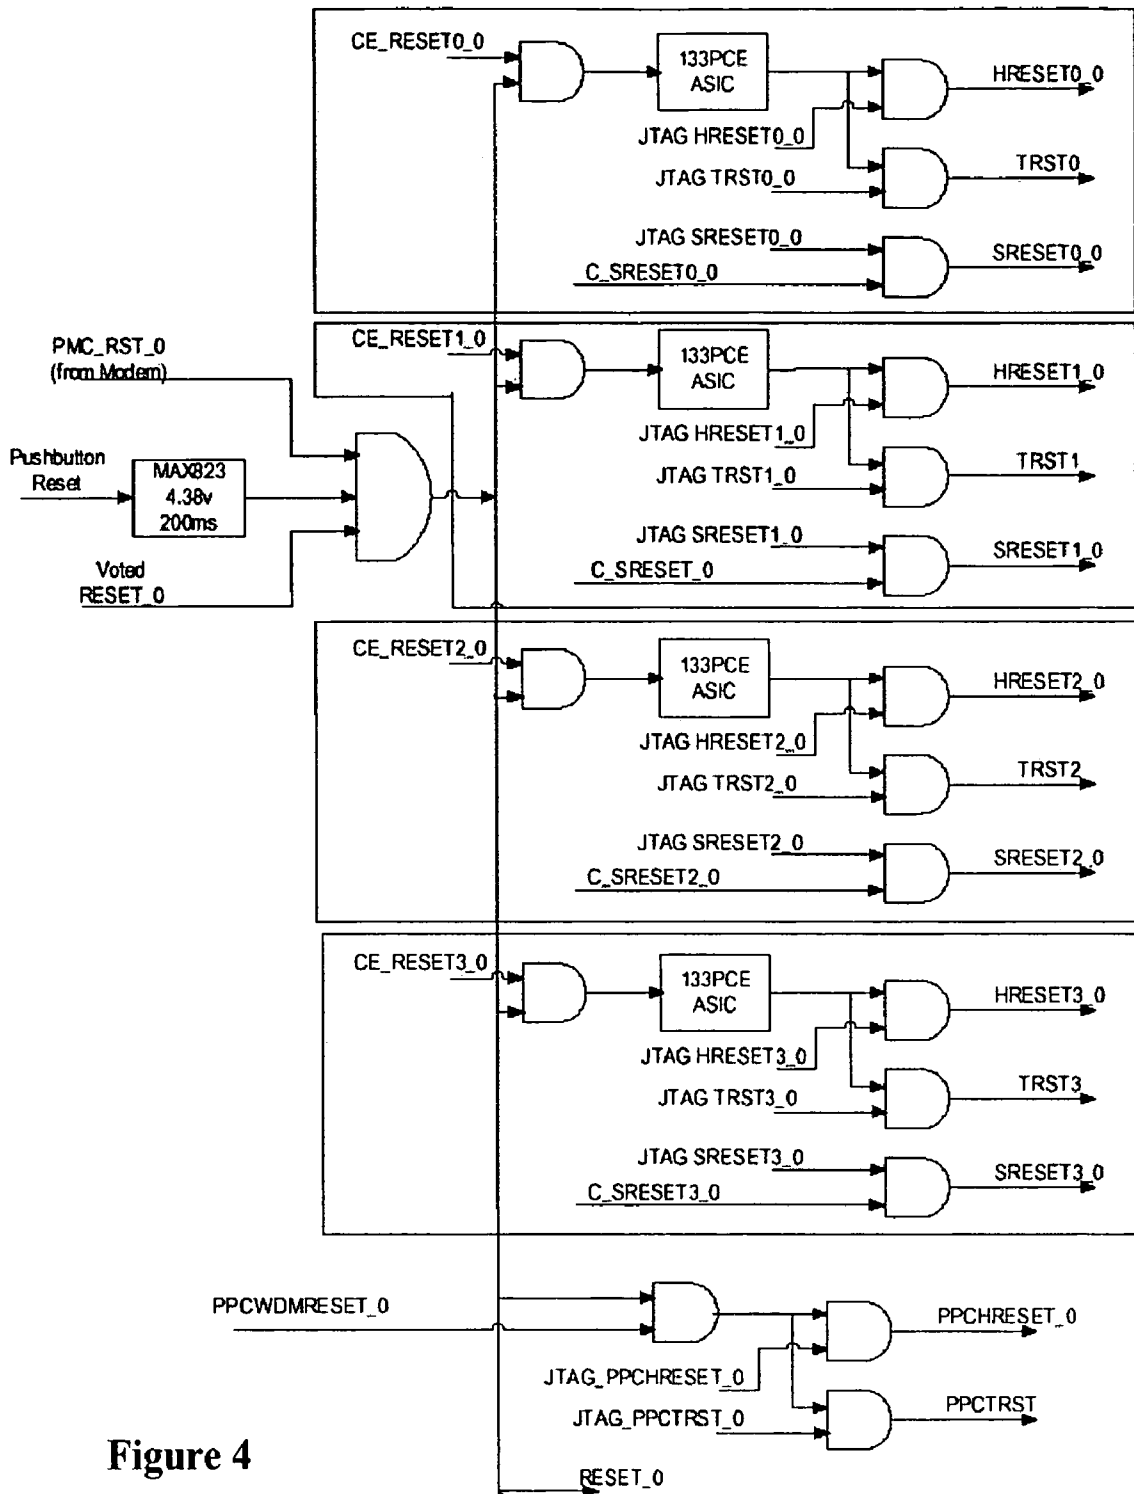 CE_RESET0_0
133PCE
ASIC
HRESET0_0
JTAG HRESET0_0
TRST0
JTAG TRST0_0
JTAG SRESET0_0
SRESET0_0
C_SRESET0_0
CE_RESET1_0
133PCE
ASIC
HRESET1_0
JTAG HRESET1_0
TRST1
JTAG TRST1_0
JTAG SRESET1_0
SRESET1_0
C_SRESET_0
PMC_RST_0
(from Modem)
Pushbutton
Reset
MAX823
4.38v
200ms
Voted
RESET_0
CE_RESET2_0
133PCE
ASIC
HRESET2_0
JTAG HRESET2_0
TRST2
JTAG TRST2_0
JTAG SRESET2_0
SRESET2_0
C_SRESET2_0
CE_RESET3_0
133PCE
ASIC
HRESET3_0
JTAG HRESET3_0
TRST3
JTAG TRST3_0
JTAG SRESET3_0
SRESET3_0
C_SRESET3_0
PPCWDMRESET_0
PPCHRESET_0
JTAG_PPCHRESET_0
PPCTRST
JTAG_PPCTRST_0
RESET_0
Figure 4